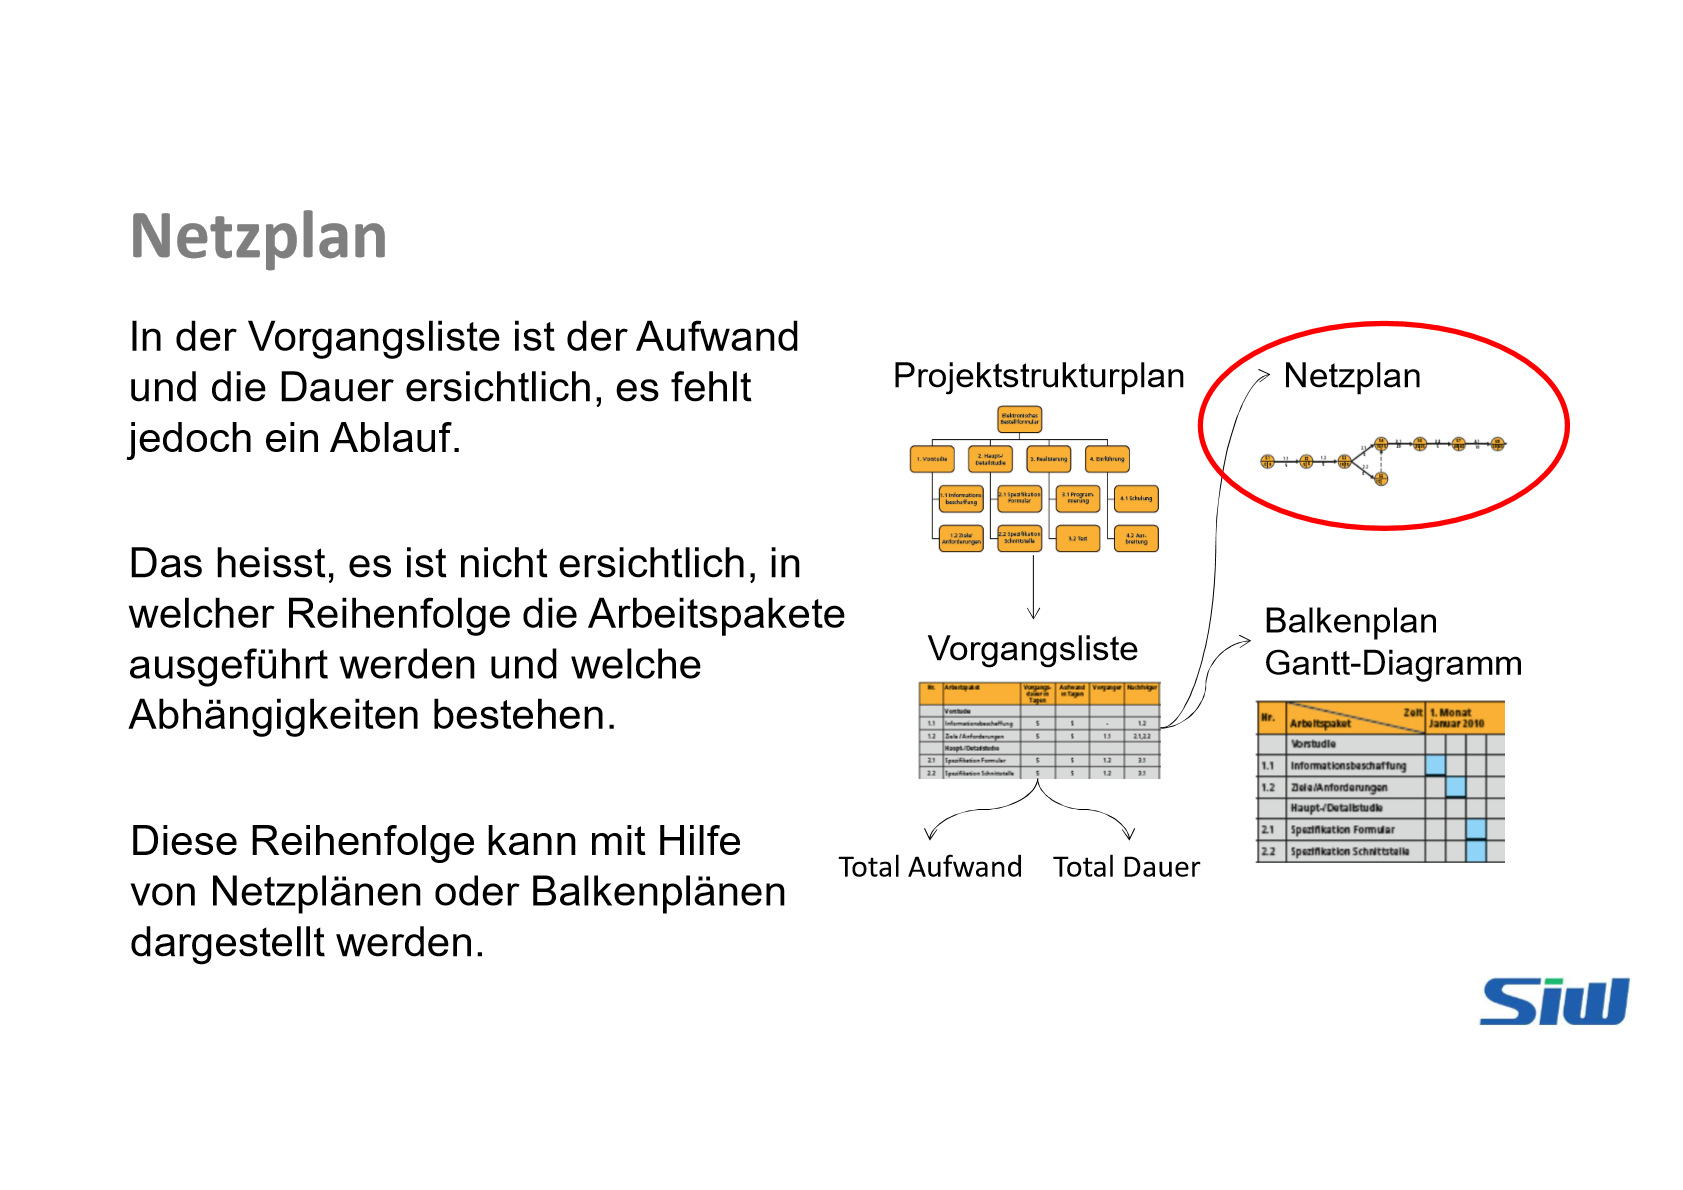 Netzplan
In der Vorgangsliste ist der Aufwand
und die Dauer ersichtlich, es fehlt
jedoch ein Ablauf.
Das heisst, es ist nicht ersichtlich, in
welcher Reihenfolge die Arbeitspakete
ausgeführt werden und welche
Abhängigkeiten bestehen.
Diese Reihenfolge kann mit Hilfe
von Netzplänen oder Balkenplänen
dargestellt werden.
Projektstrukturplan
Elektronisches
Bestellformular
1. Vorstudie
2. Haupt-/
Detailstudie
3. Realisierung
4. Einführung
1.1 Informations
beschaffung
2.1 Spezifikation
Formular
3.1 Program-
mierung
4.1 Schulung
1.2 Ziele/
Anforderungen
2.2 Spezifikation
Schnittstelle
3.2 Test
4.2 Aus-
breitung
Vorgangsliste
Nr. Arbeitspaket Vorgangs-
dauer in
Tagen Aufwand
in Tagen Vorgänger Nachfolger
Vorstudie
1.1 Informationsbeschaffung 5 5 - 1.2
1.2 Ziele/Anforderungen 5 5 1.1 2.1,2.2
Haupt-/Detailstudie
2.1 Spezifikation Formular 5 5 1.2 3.1
2.2 Spezifikation Schnittstelle 5 5 1.2 3.1
Total Aufwand
Total Dauer
Netzplan
Balkenplan
Gantt-Diagramm
Nr. Arbeitspaket Zeit 1. Monat
Januar 2010
Vorstudie
1.1 Informationsbeschaffung
1.2 Ziele/Anforderungen
Haupt-/Detailstudie
2.1 Spezifikation Formular
2.2 Spezifikation Schnittstelle
Siw